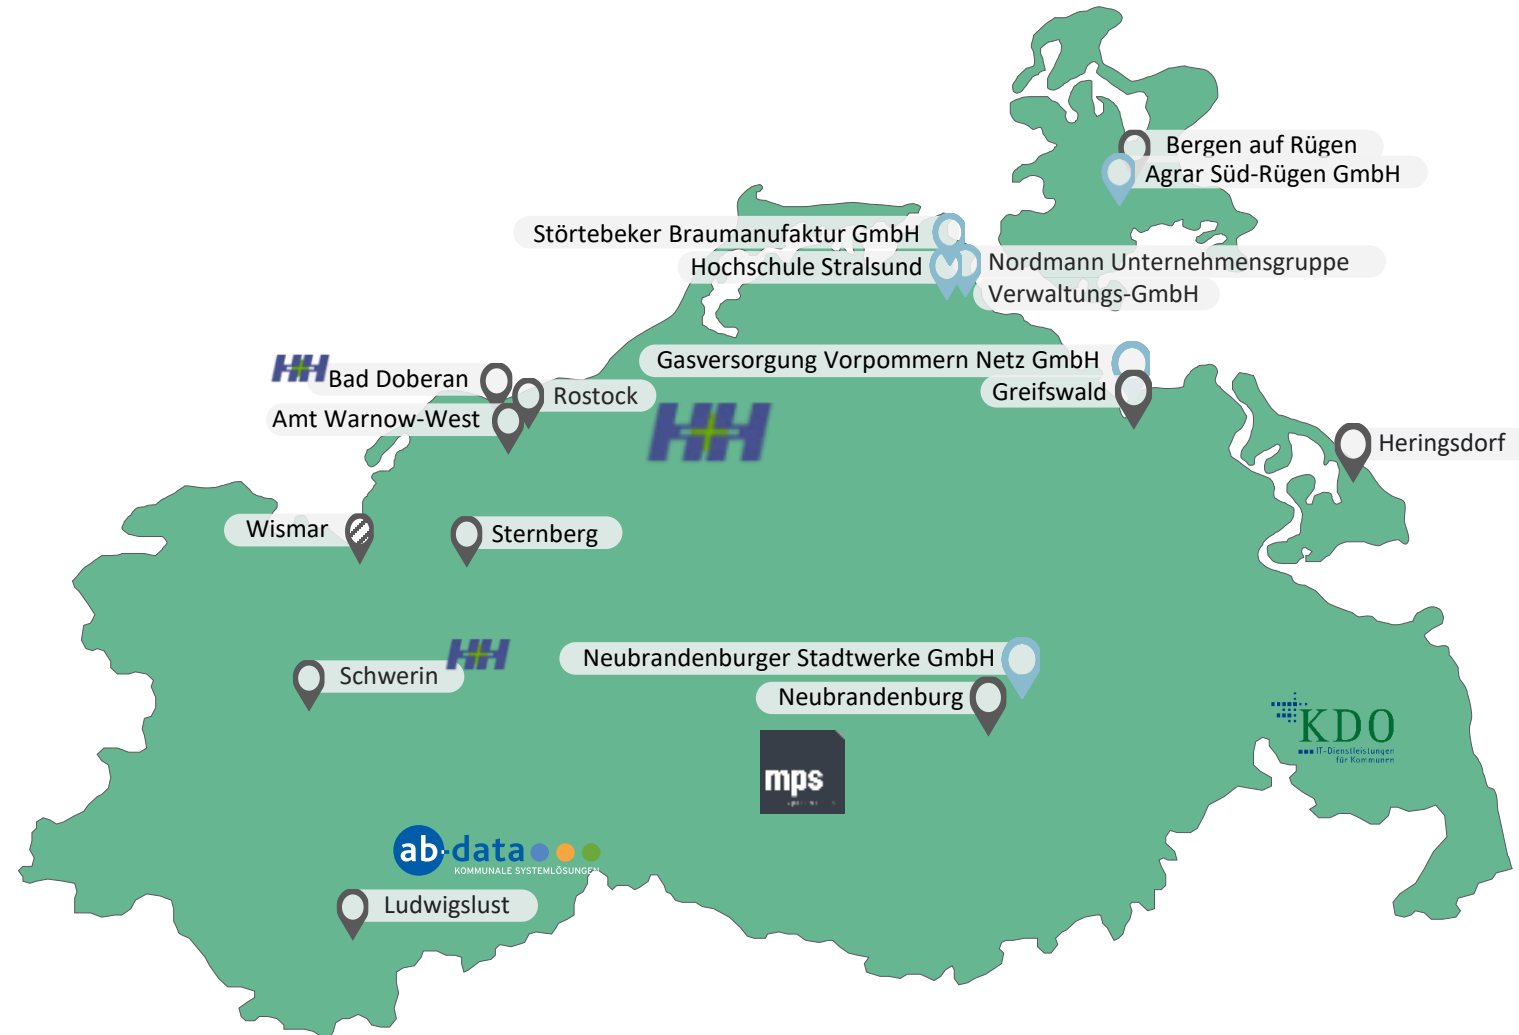 Bergen auf Rügen
Agrar Süd-Rügen GmbH
Störtebeker Braumanufaktur GmbH
Hochschule Stralsund
Nordmann Unternehmensgruppe
Verwaltungs-GmbH
Gasversorgung Vorpommern Netz GmbH
Greifswald
H+H
Bad Doberan
Rostock
Amt Warnow-West
H+H
Heringsdorf
Wismar
Sternberg
H+H
Schwerin
Neubrandenburger Stadtwerke GmbH
Neubrandenburg
KDO
IT-Dienstleistungen
für Kommunen
mps
ab-data
KOMMUNALE SYSTEMLÖSUNGEN
Ludwigslust